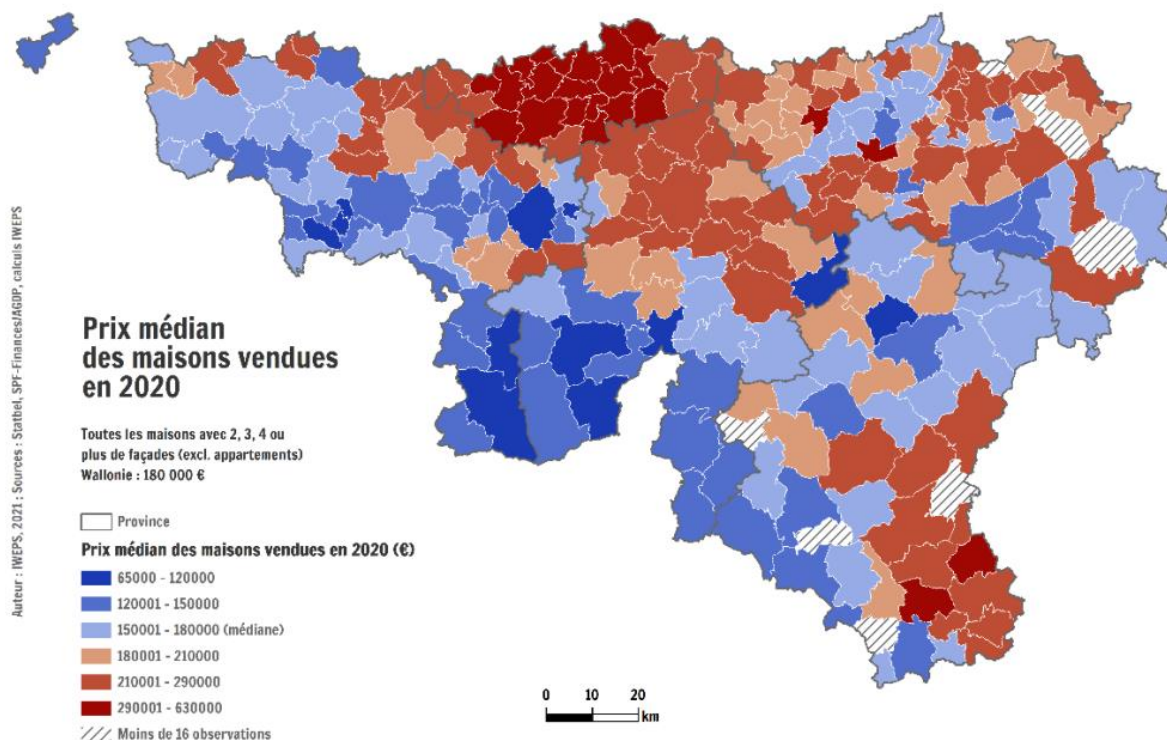 Prix médian
des maisons vendues
en 2020
Toutes les maisons avec 2, 3, 4 ou
plus de façades (excl. appartements)
Wallonie : 180 000 €
Province
Prix médian des maisons vendues en 2020 (€)
65000 - 120000
120001 - 150000
150001 - 180000 (médiane)
180001 - 210000
210001 - 290000
290001 - 630000
Moins de 16 observations
0 10 20
km
Auteur : IWEPS, 2021 ; Sources : Statbel, SPF-Finances/AGDP, calculs IWEPS